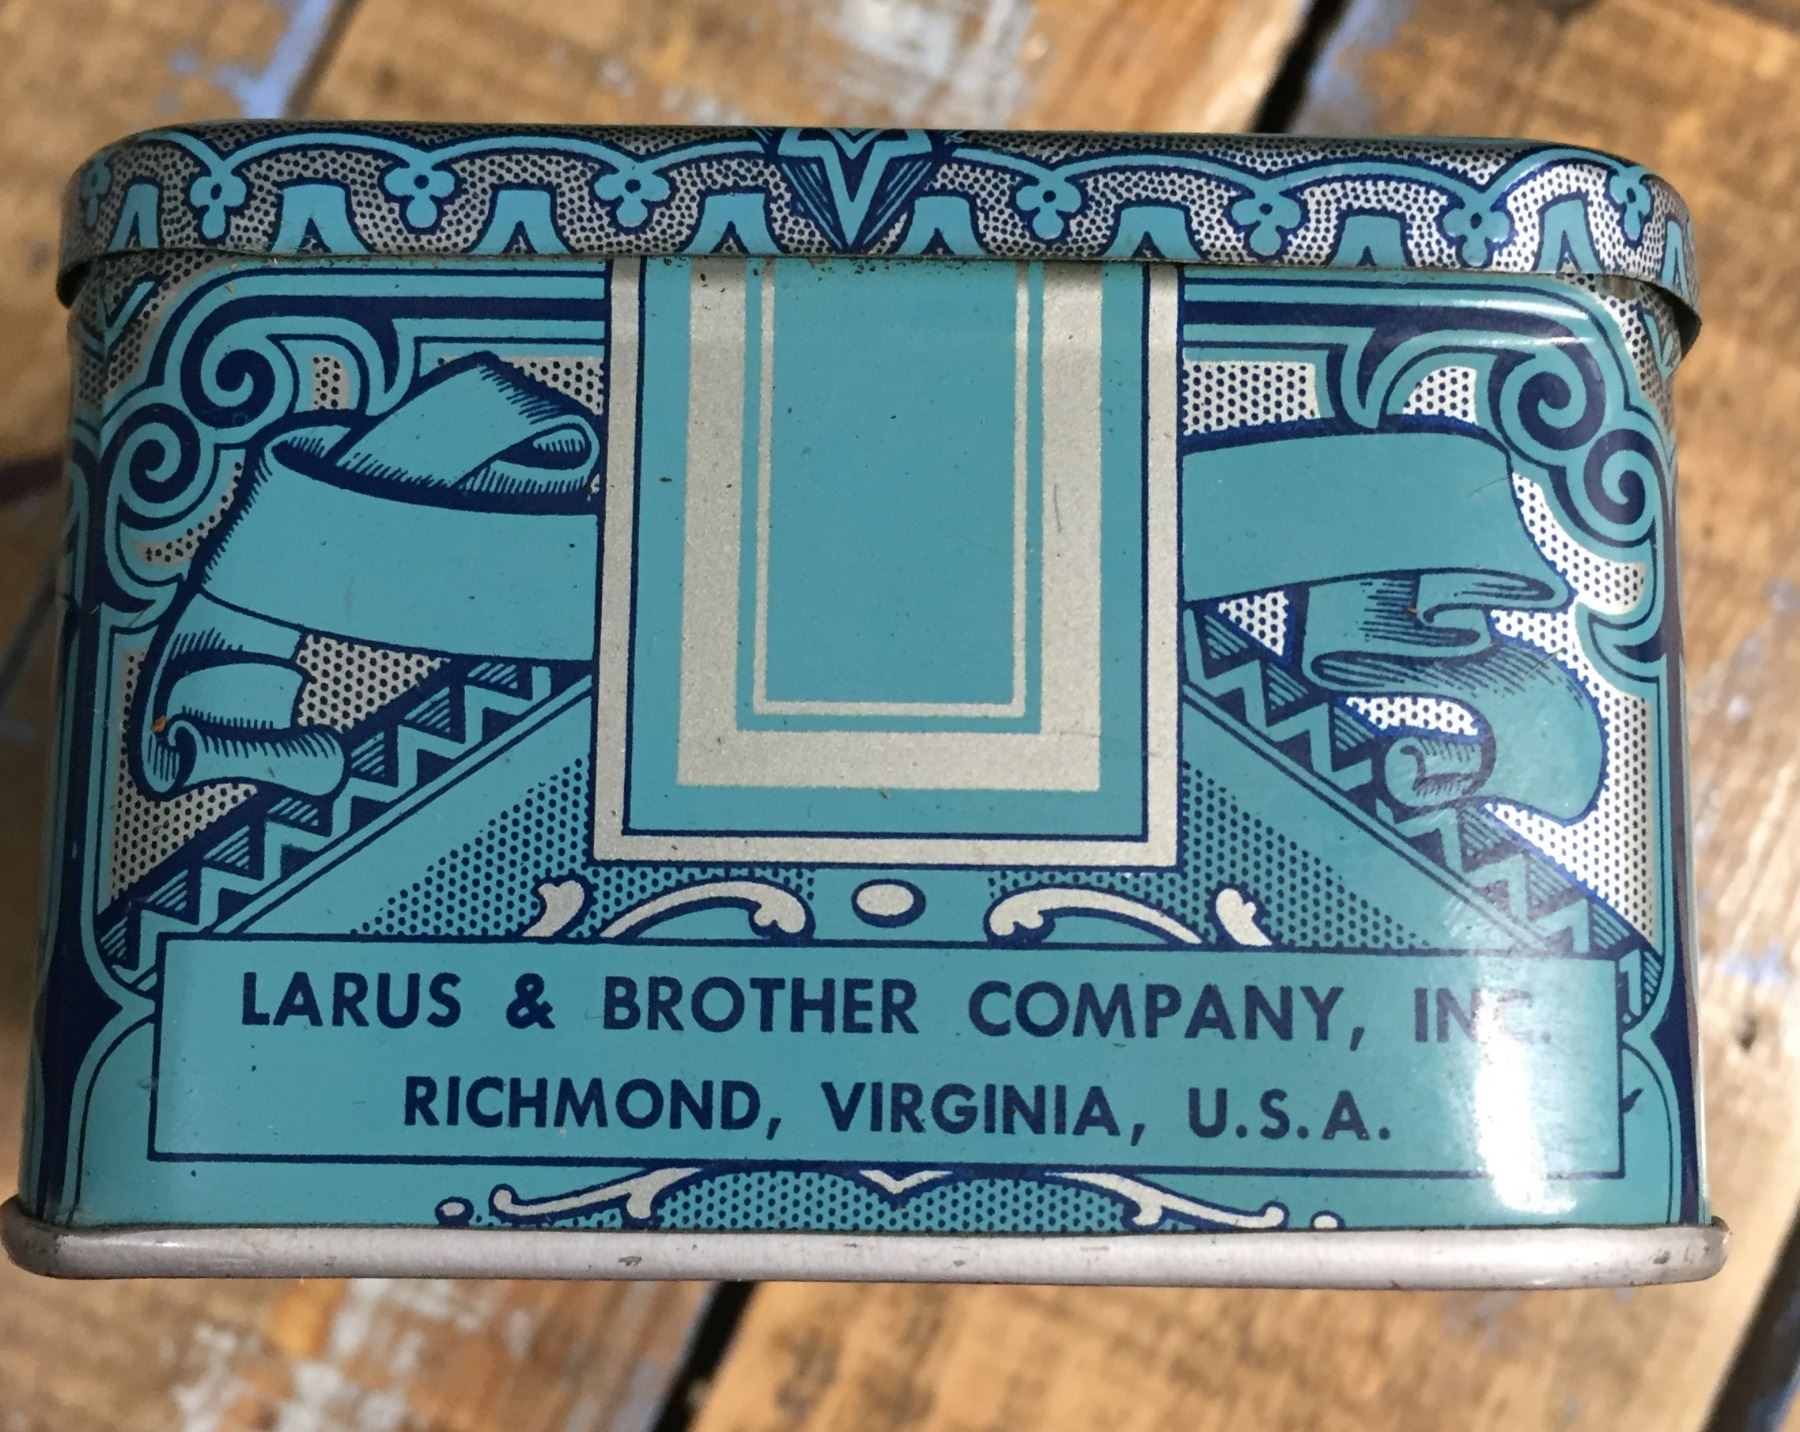 LARUS & BROTHER COMPANY, INC.
RICHMOND, VIRGINIA, U.S.A.